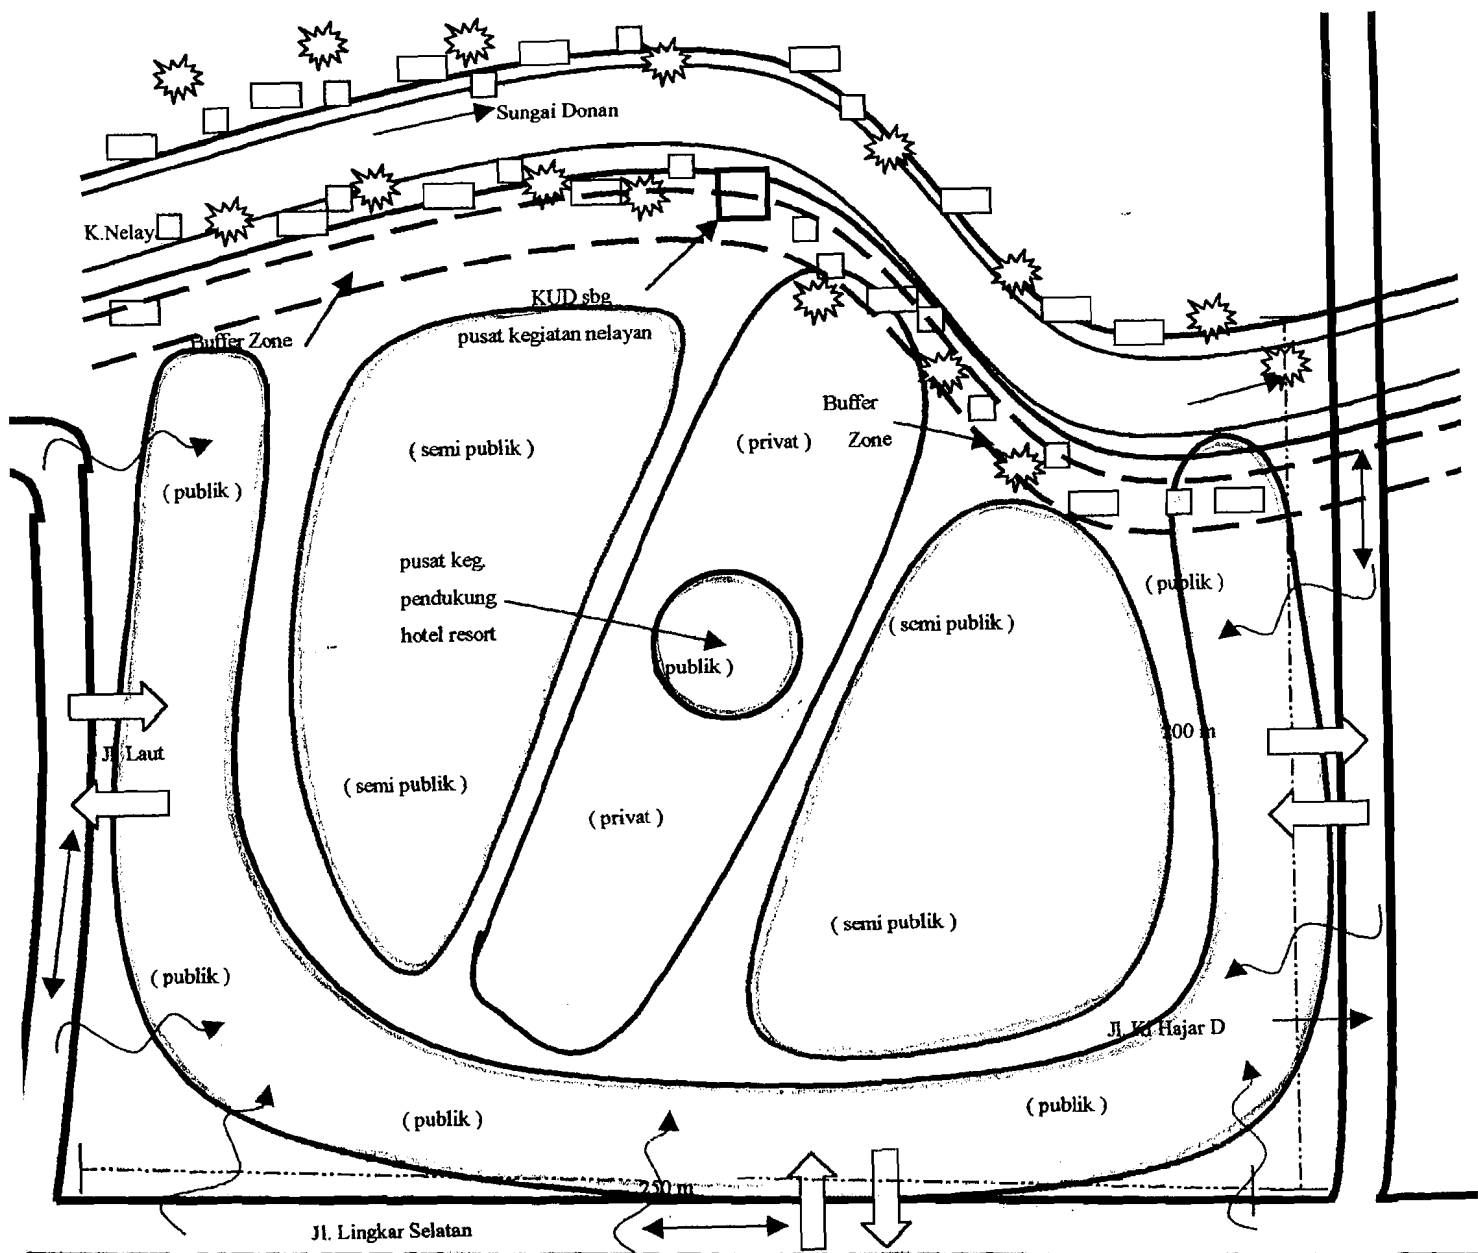 Sungai Donan
K.Nelay
KUD sbg
pusat kegiatan nelayan
Buffer Zone
Buffer
Zone
( semi publik )
( privat )
( publik )
pusat keg.
pendukung
hotel resort
( publik )
( semi publik )
(publik )
200 m
Jl. Laut
( semi publik )
( privat )
( semi publik )
( publik )
Jl. Ki Hajar D
( publik )
( publik )
250 m
Jl. Lingkar Selatan